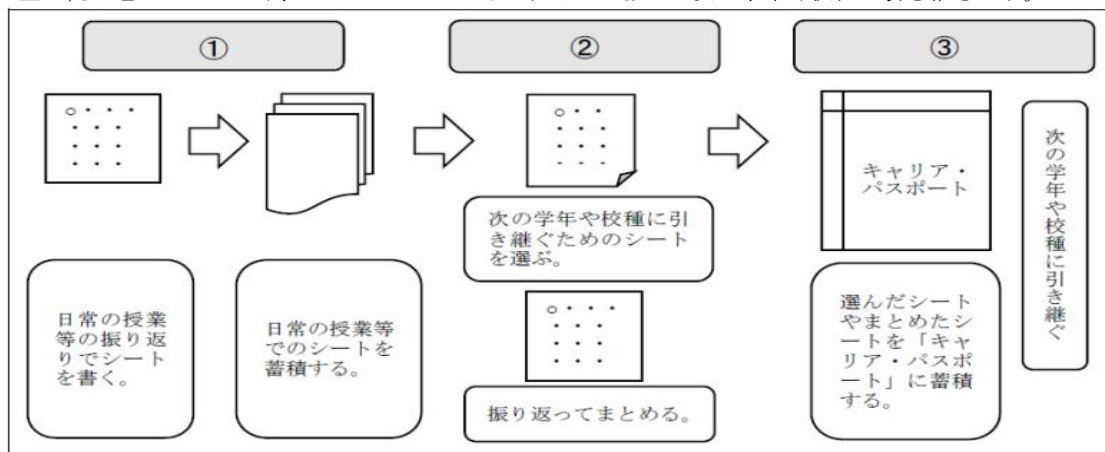 ①
②
③
日常の授業
等の振り返
りでシート
を書く。
日常の授業等
でのシートを
蓄積する。
次の学年や校種に引
き継ぐためのシート
を選ぶ。
振り返ってまとめる。
キャリア・
パスポート
選んだシート
やまとめたシ
ートを「キャ
リア・パスポ
ート」に蓄積
する。
次の学年や校種に引き継ぐ